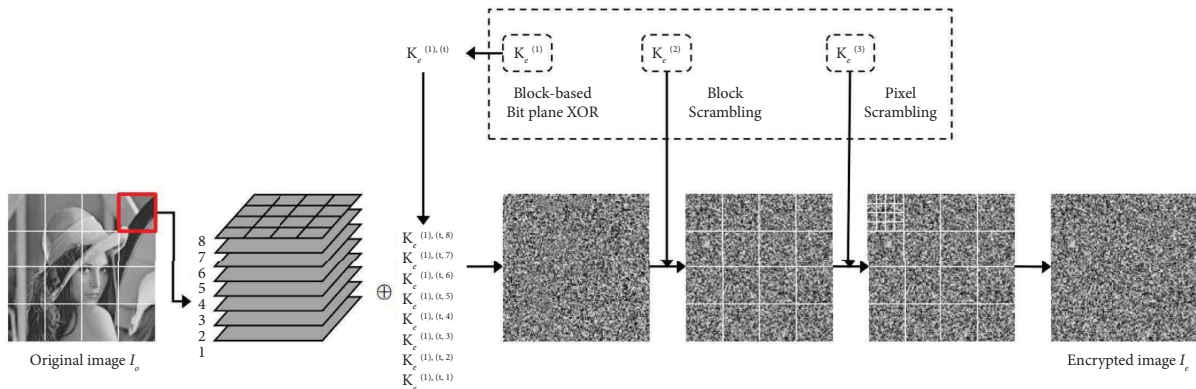 K_e^(1), (t)
K_e^(1)
K_e^(2)
K_e^(3)
Block-based
Bit plane XOR
Block
Scrambling
Pixel
Scrambling
8
7
6
5
4
3
2
1
⊕
K_e^(1), (t, 8)
K_e^(1), (t, 7)
K_e^(1), (t, 6)
K_e^(1), (t, 5)
K_e^(1), (t, 4)
K_e^(1), (t, 3)
K_e^(1), (t, 2)
K_e^(1), (t, 1)
Original image I_o
Encrypted image I_e